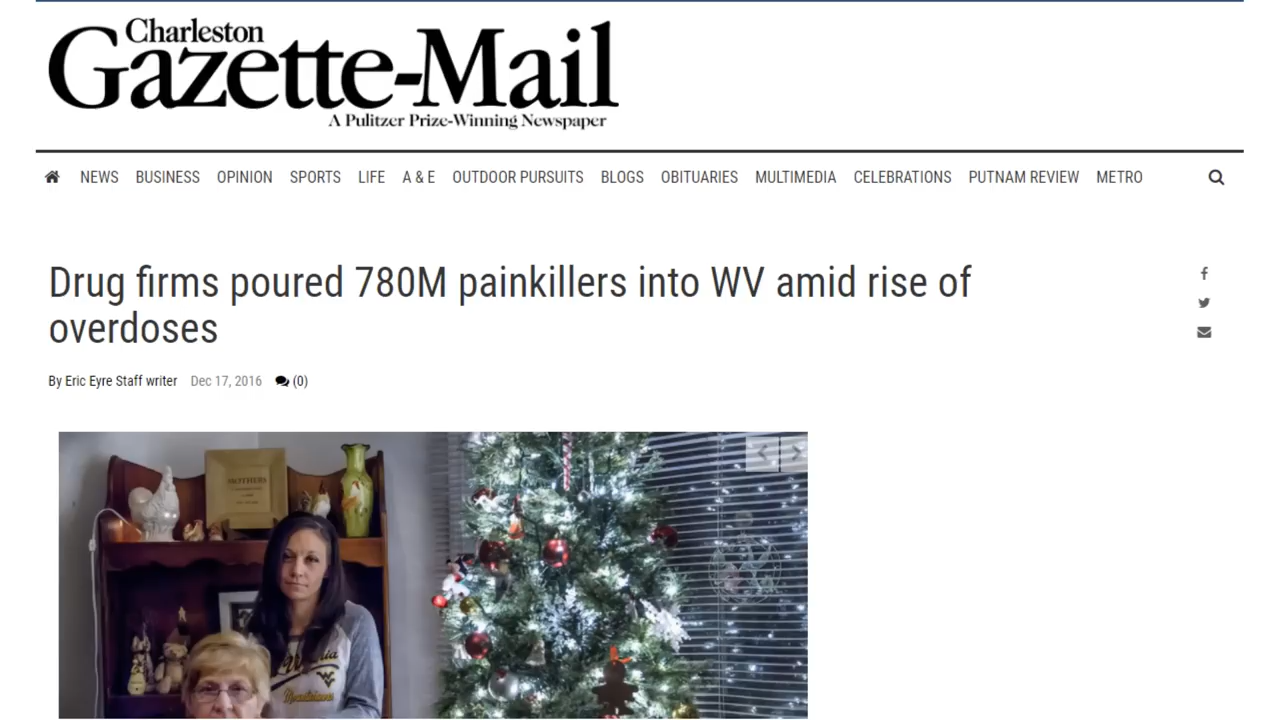 Charleston
Gazette-Mail
A Pulitzer Prize-Winning Newspaper
NEWS BUSINESS OPINION SPORTS LIFE A & E OUTDOOR PURSUITS BLOGS OBITUARIES MULTIMEDIA CELEBRATIONS PUTNAM REVIEW METRO
Drug firms poured 780M painkillers into WV amid rise of
overdoses
By Eric Eyre Staff writer Dec 17, 2016 (0)
MOTHERS
Mountaineers